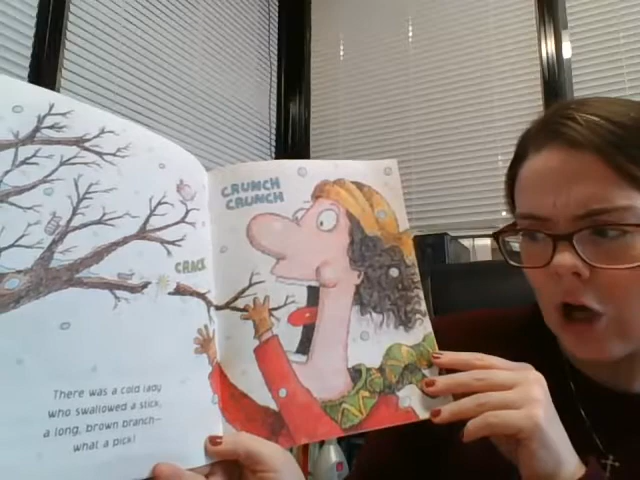 CRUNCH
CRUNCH
CRACK
There was a cold lady
who swallowed a stick,
a long, brown branch—
what a pick!